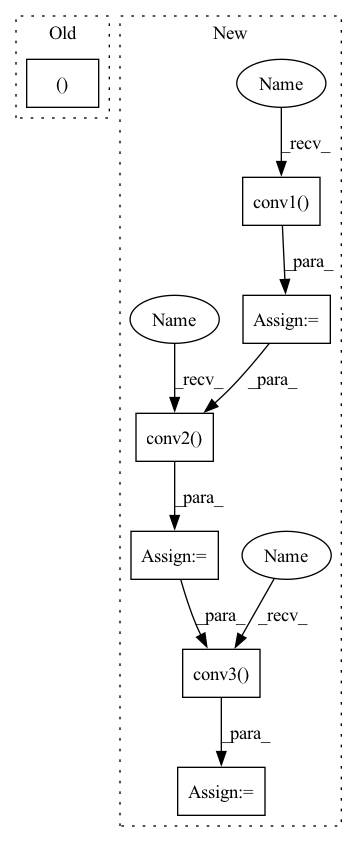 Old
New
()
Name
_recv_
conv1()
_para_
Name
Assign:=
_recv_
_para_
conv2()
_para_
Assign:=
Name
_para_
_recv_
conv3()
_para_
Assign:=